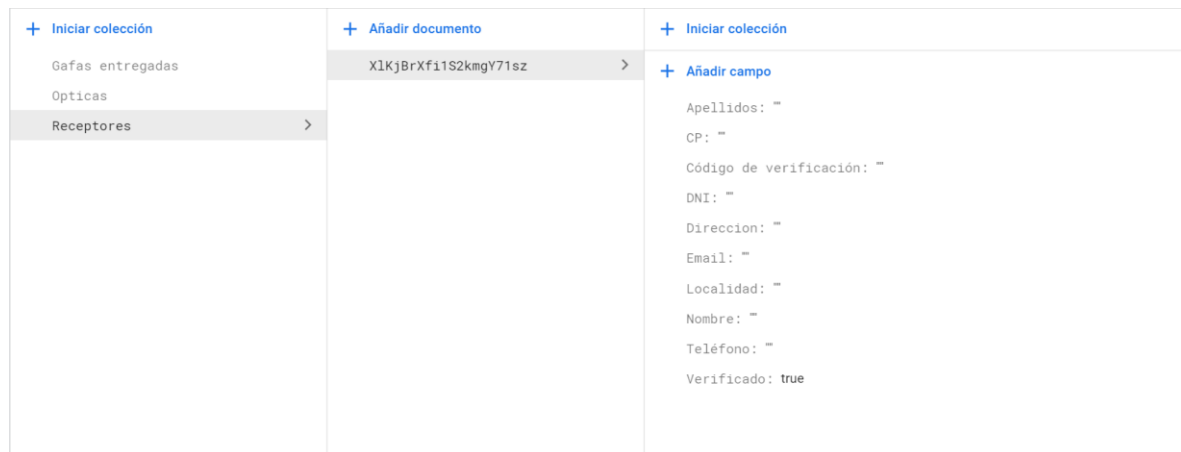 + Iniciar colección
Gafas entregadas
Opticas
Receptores >
+ Añadir documento
XlKjBrXfi1S2kmgY71sz >
+ Iniciar colección
+ Añadir campo
Apellidos: ""
CP: ""
Código de verificación: ""
DNI: ""
Direccion: ""
Email: ""
Localidad: ""
Nombre: ""
Teléfono: ""
Verificado: true